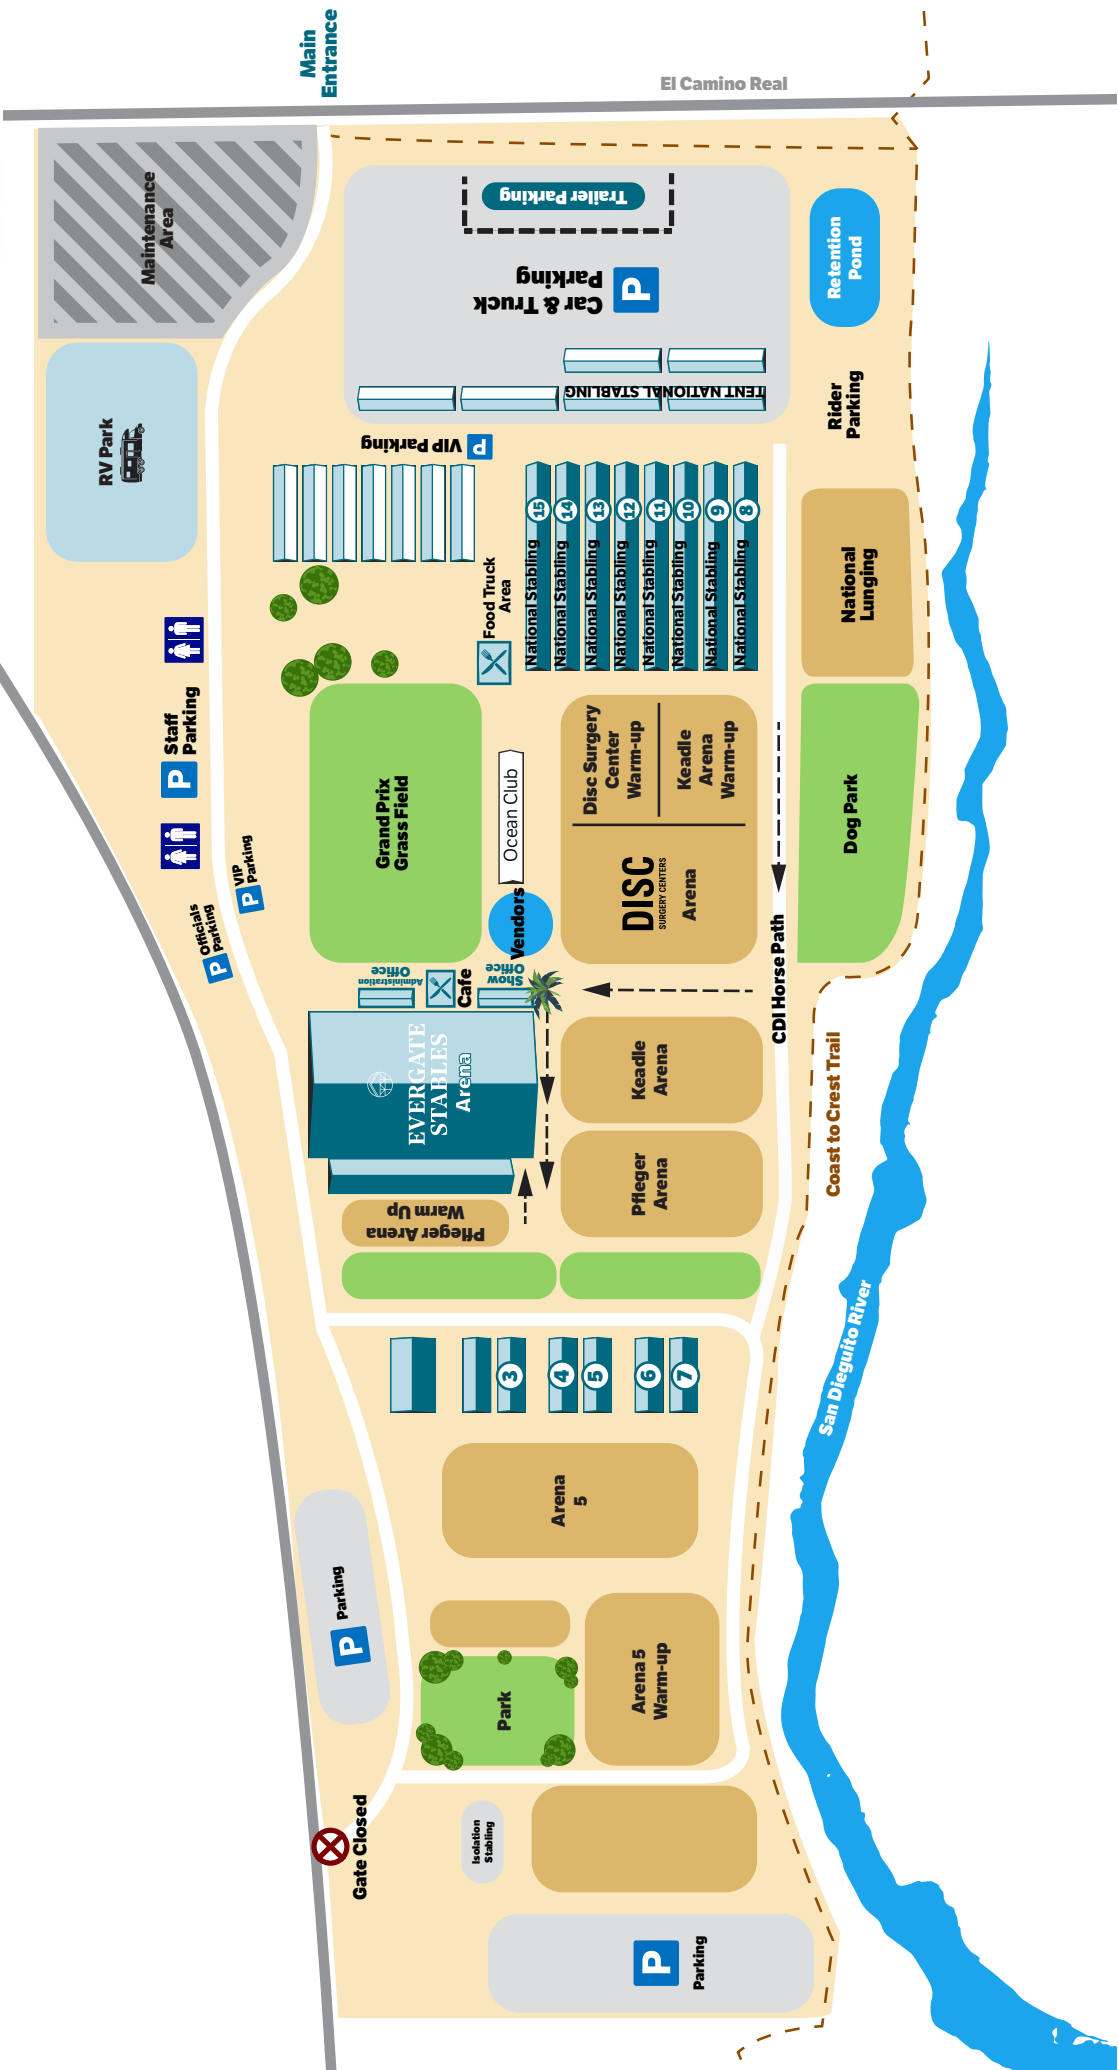 Main
Entrance
El Camino Real
Maintenance
Area
Trailer Parking
Car & Truck
Parking
P
Retention
Pond
TENT NATIONAL STABLING
Rider
Parking
RV Park
VIP Parking
P
National Stabling 15
National Stabling 14
National Stabling 13
National Stabling 12
National Stabling 11
National Stabling 10
National Stabling 9
National Stabling 8
National
Lunging
Food Truck
Area
P
Staff
Parking
P
VIP
Parking
P
Officials
Parking
Grand Prix
Grass Field
Ocean Club
Vendors
Disc Surgery
Center
Warm-up
Keadle
Arena
Warm-up
DISC
SURGERY CENTERS
Arena
Dog Park
CDI Horse Path
Administration
Office
Cafe
Show
Office
EVERGATE
STABLES
Arena
Keadle
Arena
Pfleger
Arena
Coast to Crest Trail
Pfleger Arena
Warm Up
San Dieguito River
3
4
5
6
7
Arena
5
P
Parking
Park
Arena 5
Warm-up
Gate Closed
Isolation
Stabling
P
Parking